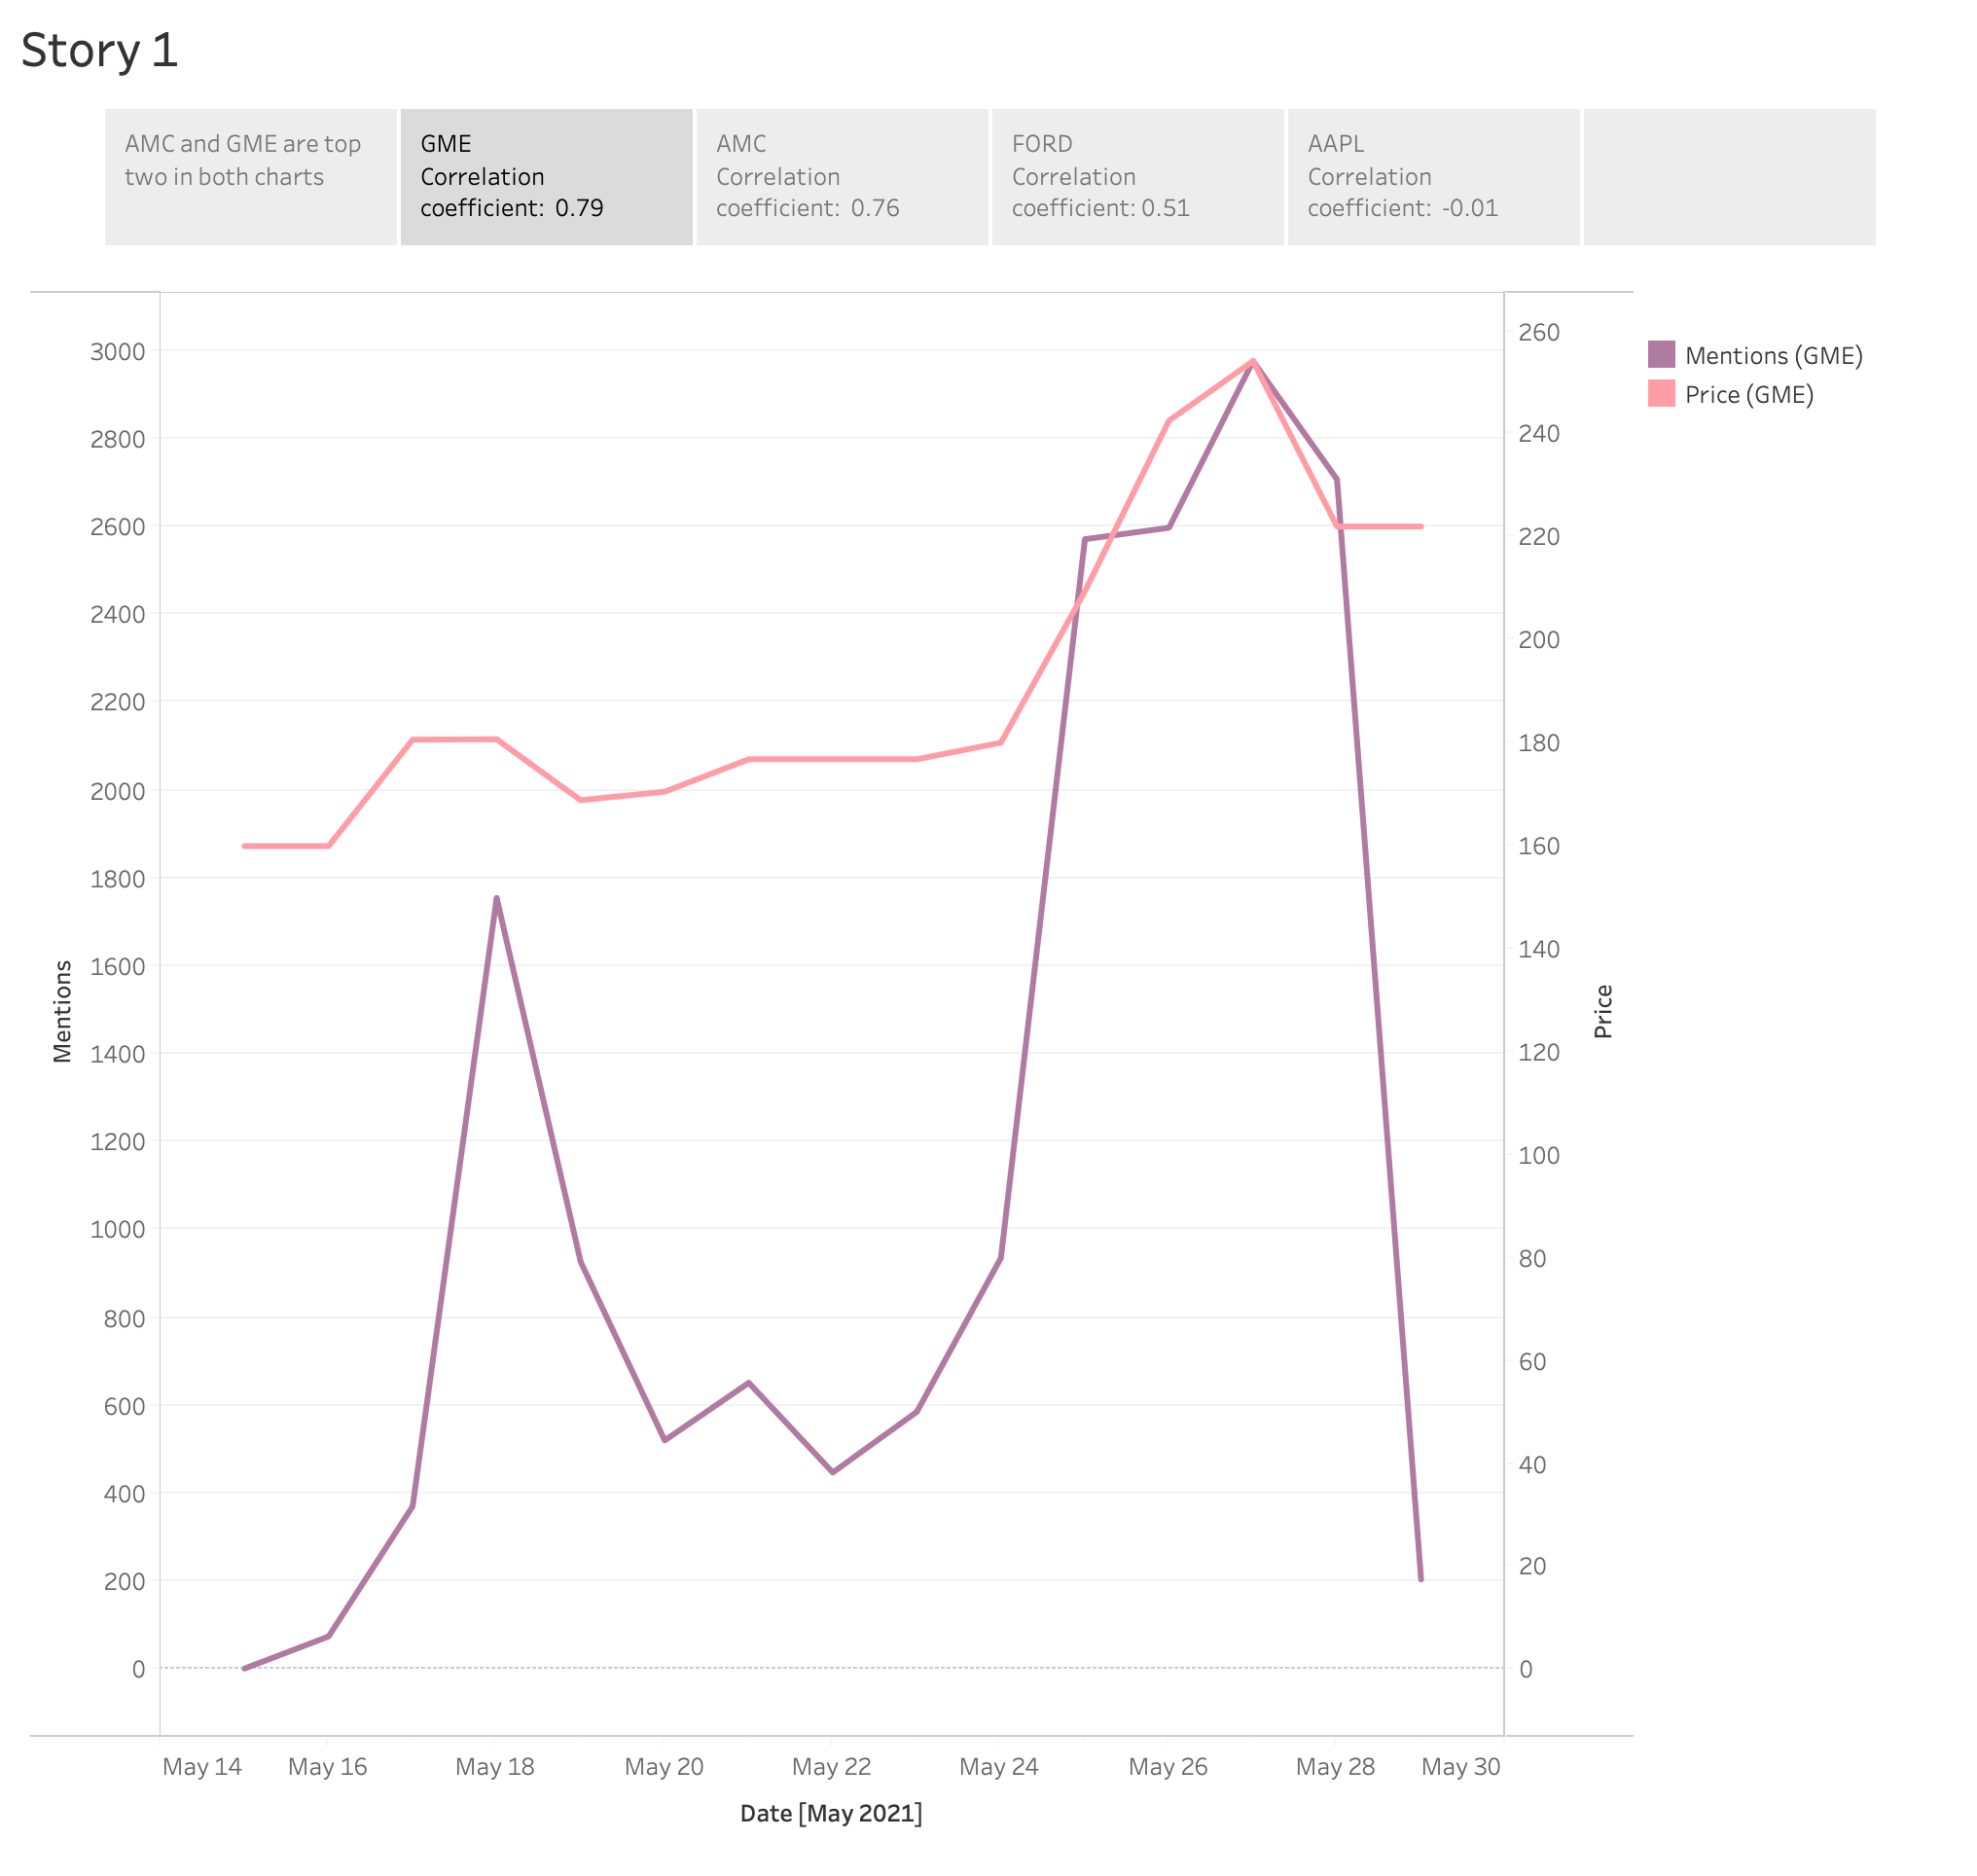 Story 1
AMC and GME are top
two in both charts
GME
Correlation
coefficient:  0.79
AMC
Correlation
coefficient:  0.76
FORD
Correlation
coefficient: 0.51
AAPL
Correlation
coefficient:  -0.01
3000
2800
2600
2400
2200
2000
1800
1600
1400
1200
1000
800
600
400
200
0
Mentions
260
240
220
200
180
160
140
120
100
80
60
40
20
0
Price
Mentions (GME)
Price (GME)
May 14
May 16
May 18
May 20
May 22
May 24
May 26
May 28
May 30
Date [May 2021]